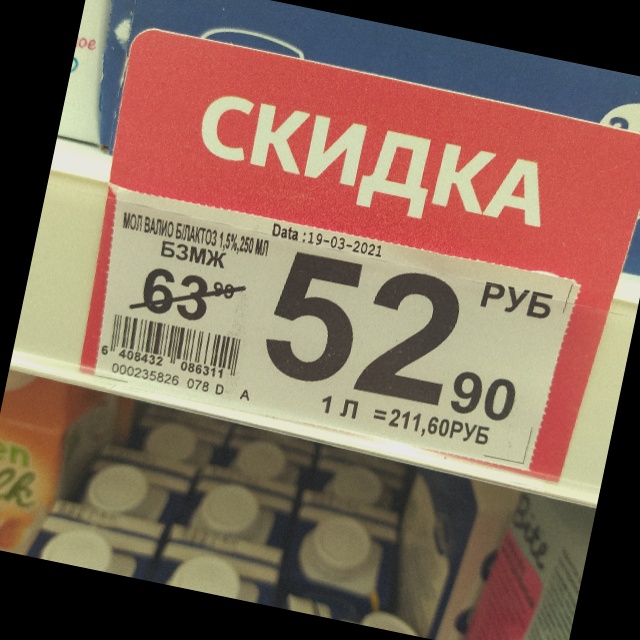 СКИДКА
МОЛ ВАЛИО Б/ЛАКТОЗ 1,5%,250 МЛ
Data :19-03-2021
БЗМЖ
63 90
52 90
РУБ
6 408432 086311
000235826 078 D A
1 Л =211,60РУБ